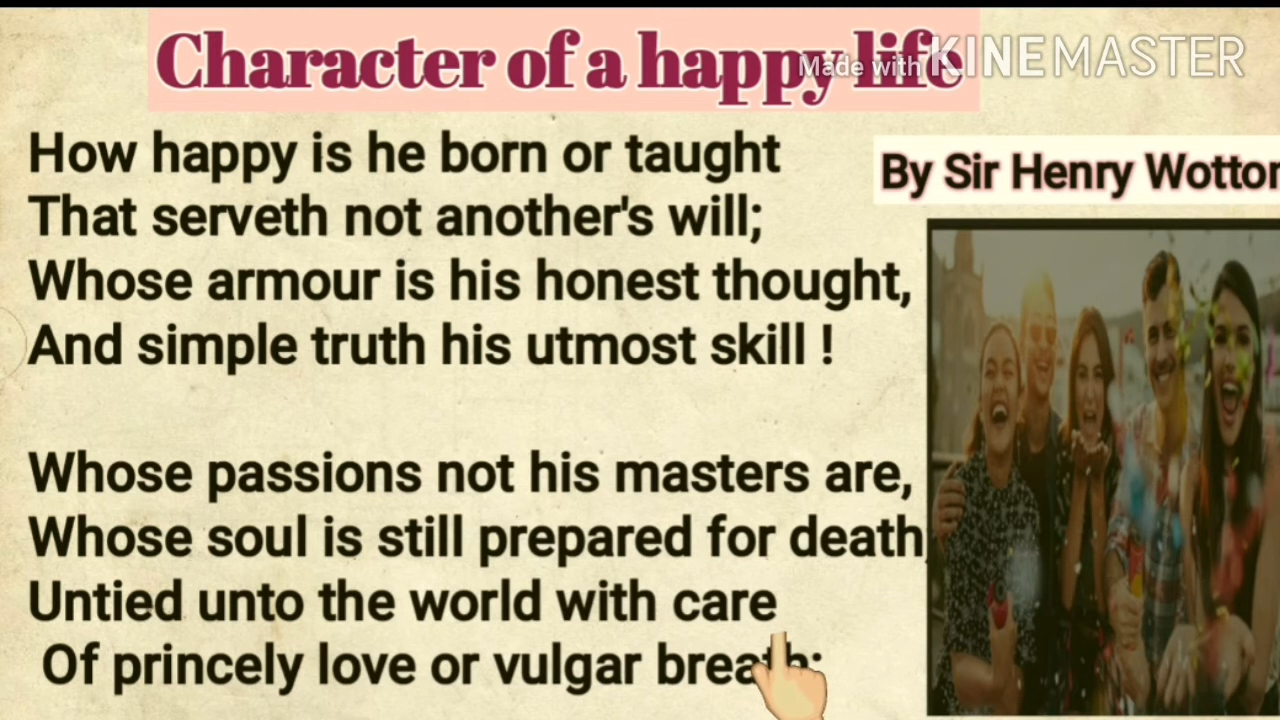 Character of a happy life
Made with KINEMASTER
By Sir Henry Wotton
How happy is he born or taught
That serveth not another's will;
Whose armour is his honest thought,
And simple truth his utmost skill !
Whose passions not his masters are,
Whose soul is still prepared for death,
Untied unto the world with care
Of princely love or vulgar breath;